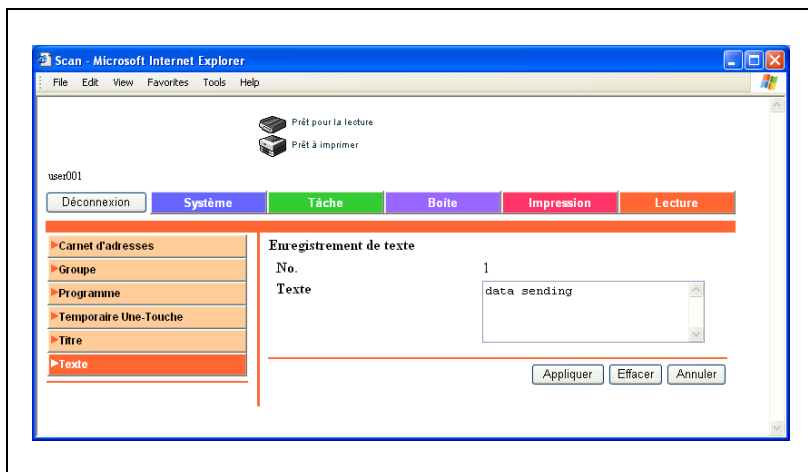 Scan - Microsoft Internet Explorer
File Edit View Favorites Tools Help
Prêt pour la lecture
Prêt à imprimer
user001
Déconnexion Système Tâche Boîte Impression Lecture
Carnet d'adresses
Groupe
Programme
Temporaire Une-Touche
Titre
Texte
Enregistrement de texte
No. 1
Texte data sending
Appliquer Effacer Annuler